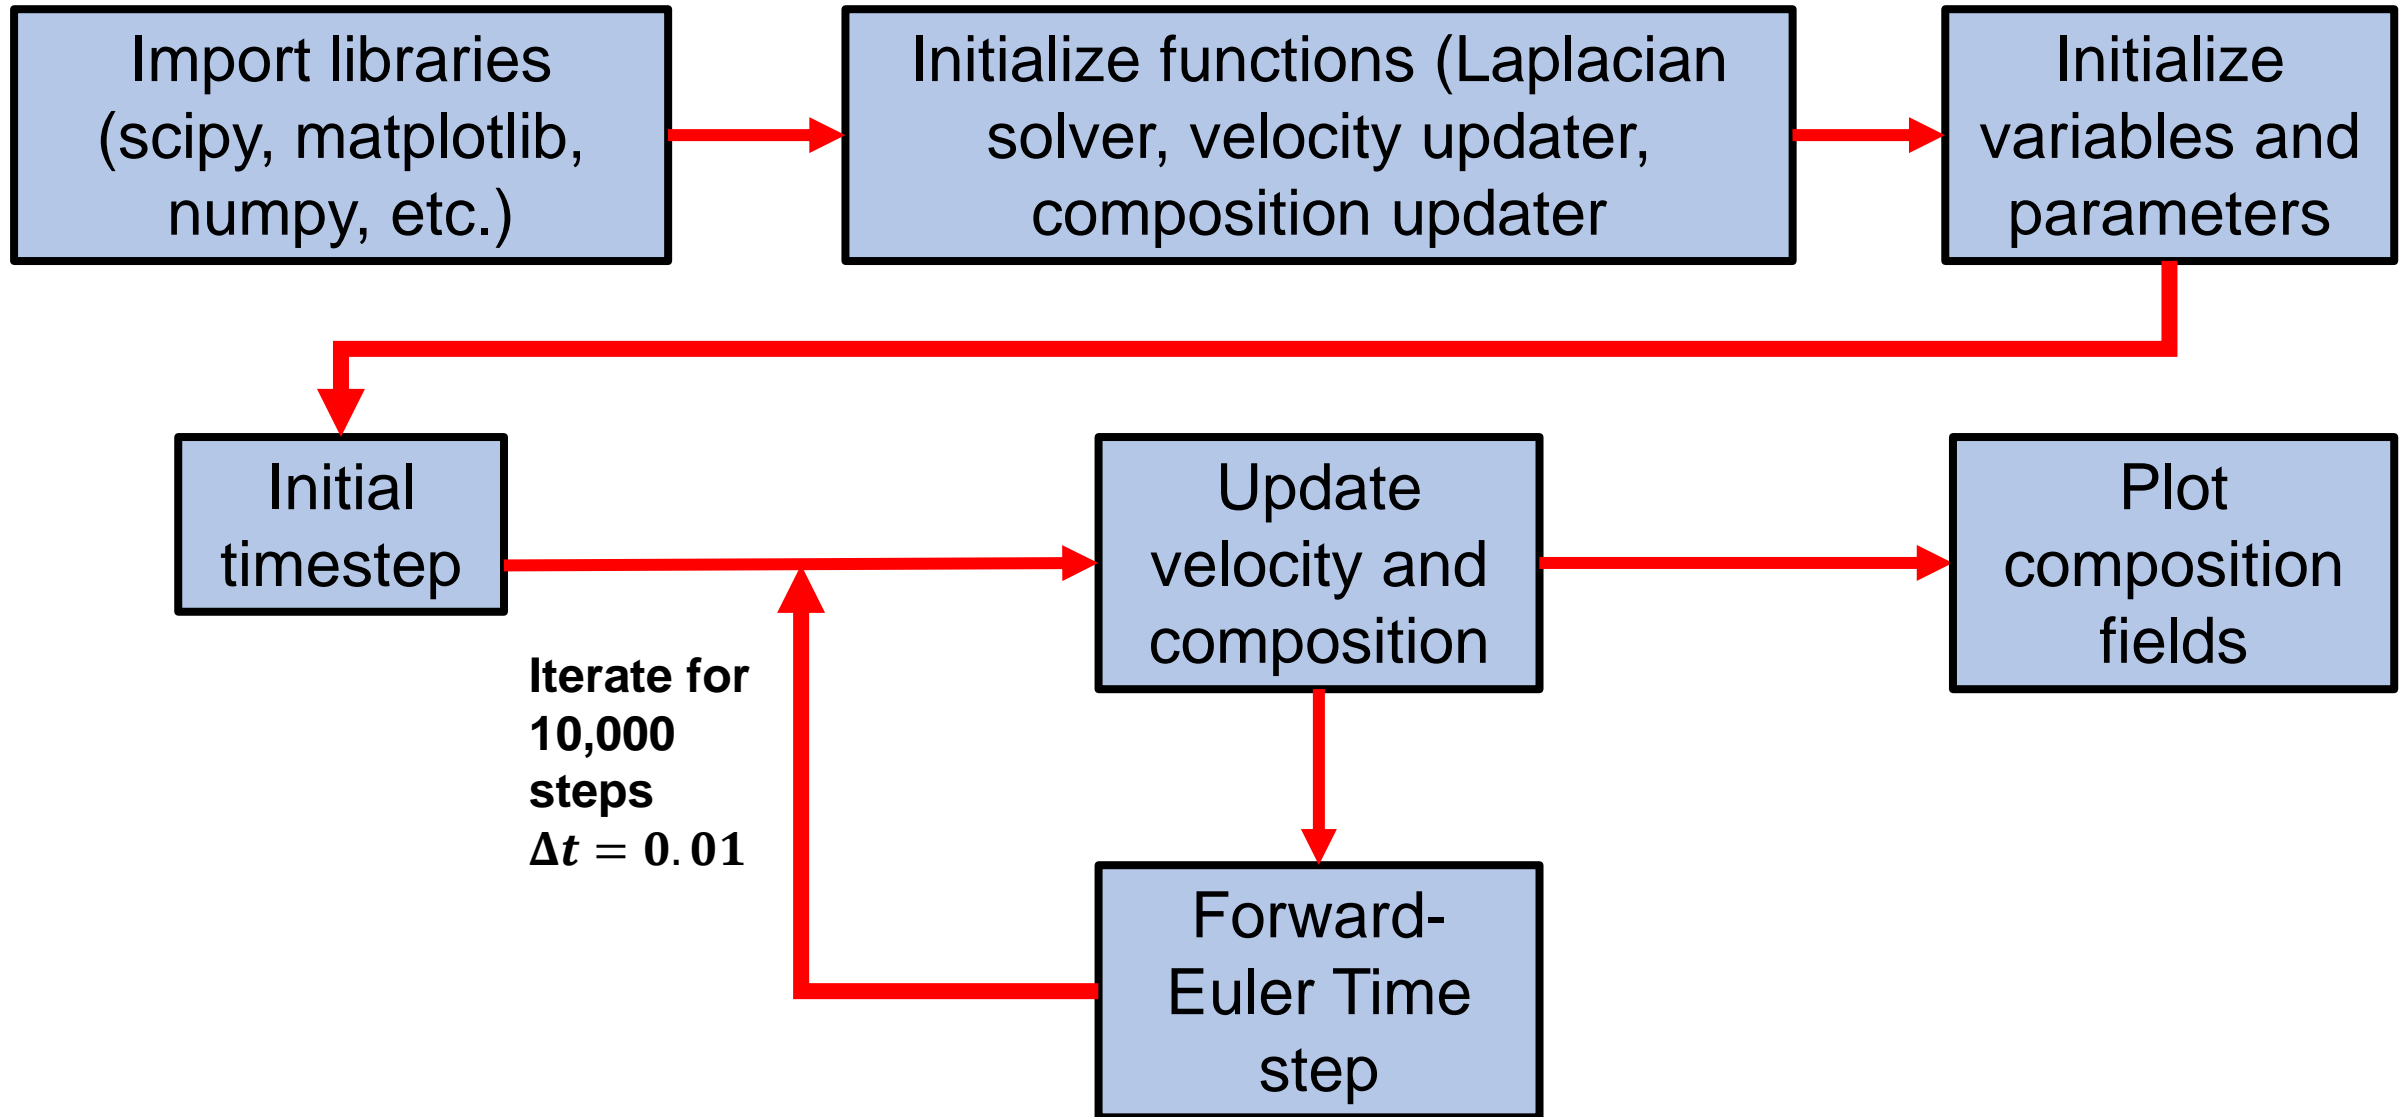 Import libraries
(scipy, matplotlib,
numpy, etc.)
Initialize functions (Laplacian
solver, velocity updater,
composition updater
Initialize
variables and
parameters
Initial
timestep
Update
velocity and
composition
Plot
composition
fields
Iterate for
10,000
steps
Δt = 0.01
Forward-
Euler Time
step